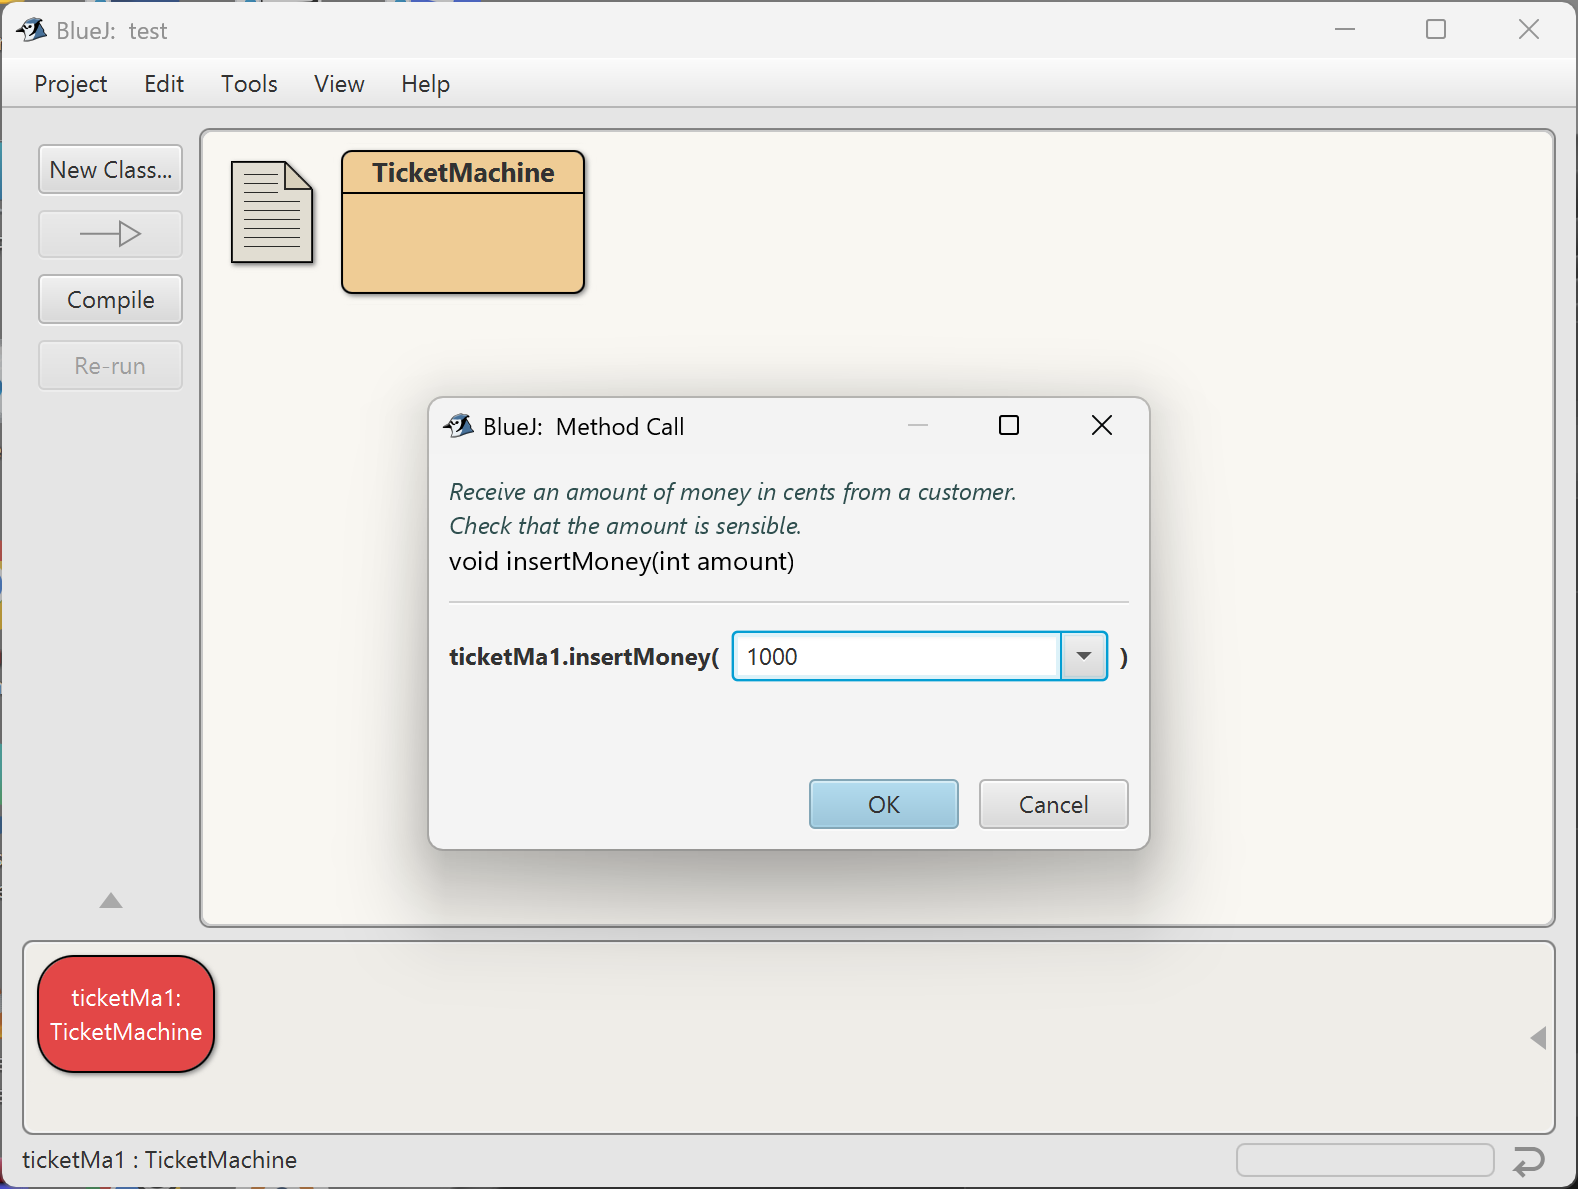 BlueJ: test
Project Edit Tools View Help
New Class...
Compile
Re-run
TicketMachine
BlueJ: Method Call
Receive an amount of money in cents from a customer.
Check that the amount is sensible.
void insertMoney(int amount)
ticketMa1.insertMoney( 1000 )
OK Cancel
ticketMa1:
TicketMachine
ticketMa1 : TicketMachine